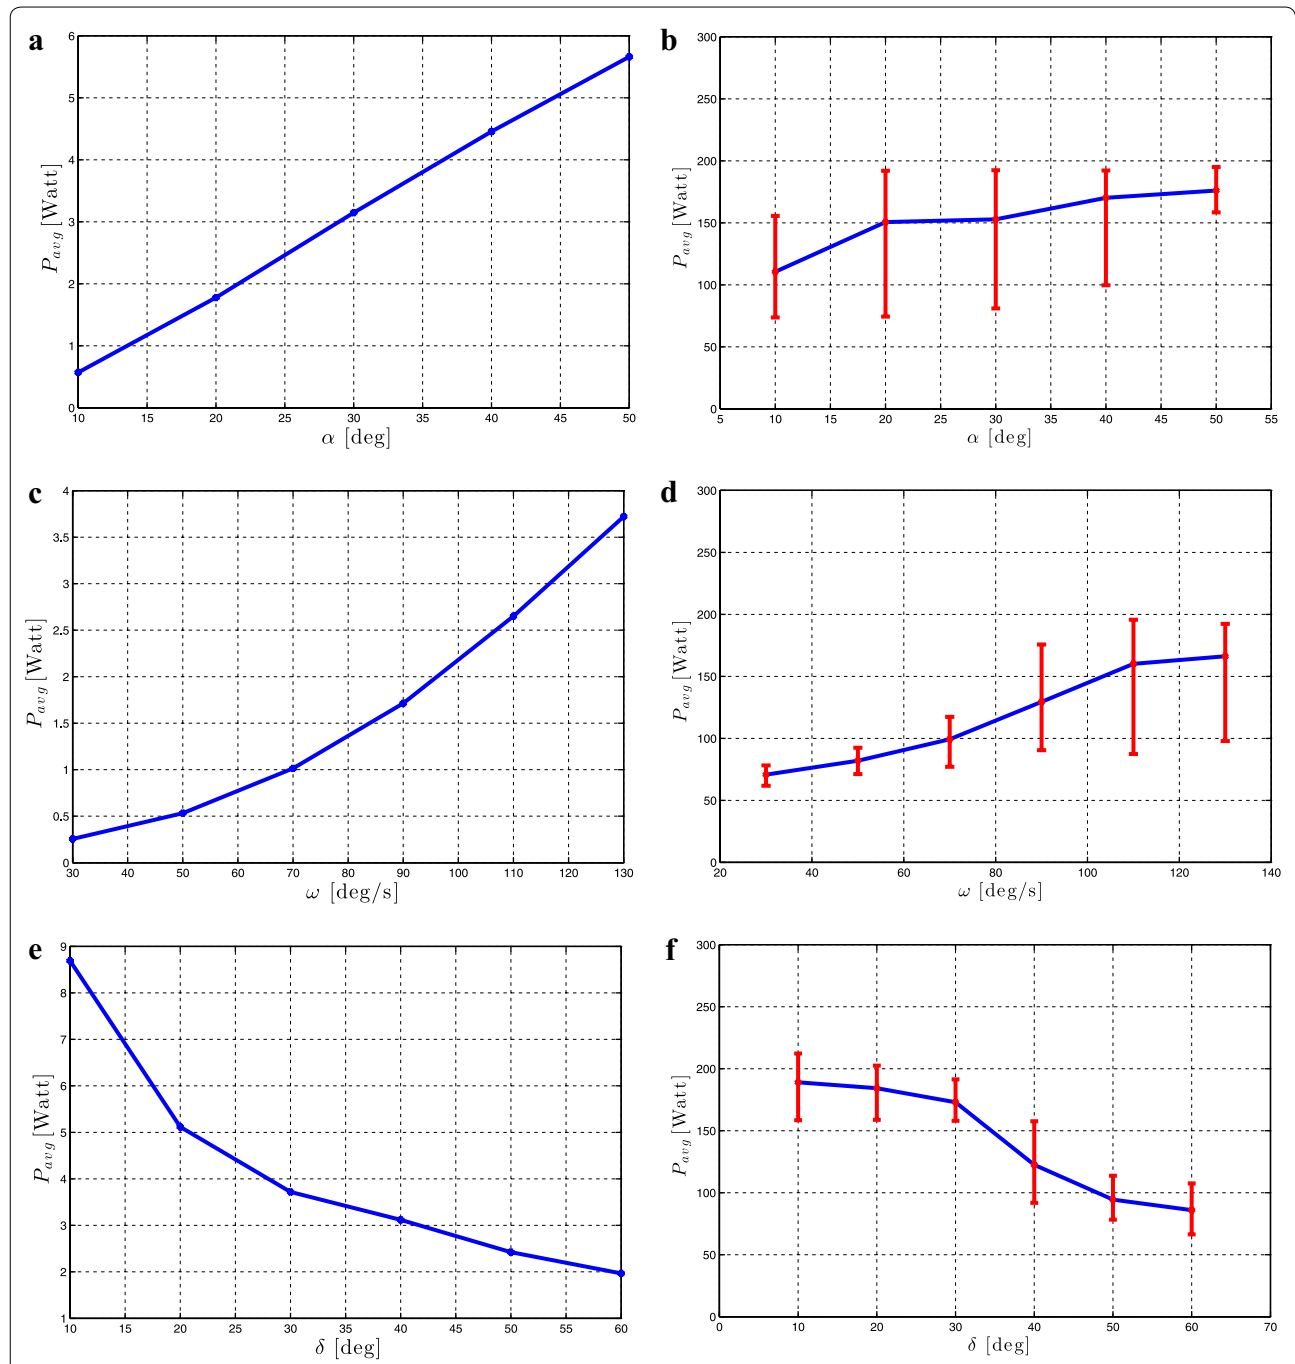 a
6
5
4
3
2
1
0
10 15 20 25 30 35 40 45 50
P_avg [Watt]
α [deg]
b
300
250
200
150
100
50
0
5 10 15 20 25 30 35 40 45 50 55
P_avg [Watt]
α [deg]
c
4
3.5
3
2.5
2
1.5
1
0.5
0
30 40 50 60 70 80 90 100 110 120 130
P_avg [Watt]
ω [deg/s]
d
300
250
200
150
100
50
0
20 40 60 80 100 120 140
P_avg [Watt]
ω [deg/s]
e
9
8
7
6
5
4
3
2
1
10 15 20 25 30 35 40 45 50 55 60
P_avg [Watt]
δ [deg]
f
300
250
200
150
100
50
0
0 10 20 30 40 50 60 70
P_avg [Watt]
δ [deg]